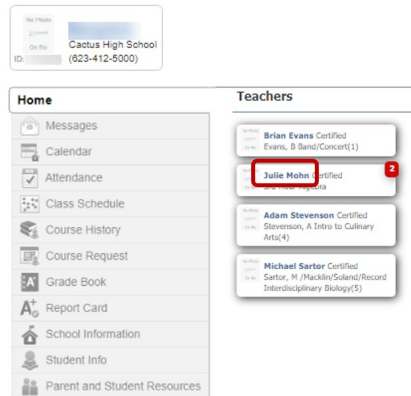 No Photo
On File
Cactus High School
ID:
(623-412-5000)
Home
Messages
Calendar
Attendance
Class Schedule
Course History
Course Request
Grade Book
Report Card
School Information
Student Info
Parent and Student Resources
Teachers
Brian Evans Certified
Evans, B Band/Concert(1)
2
Julie Mohn Certified
3rd Hour Algebra
Adam Stevenson Certified
Stevenson, A Intro to Culinary
Arts(4)
Michael Sartor Certified
Sartor, M /Macklin/Soland/Record
Interdisciplinary Biology(5)